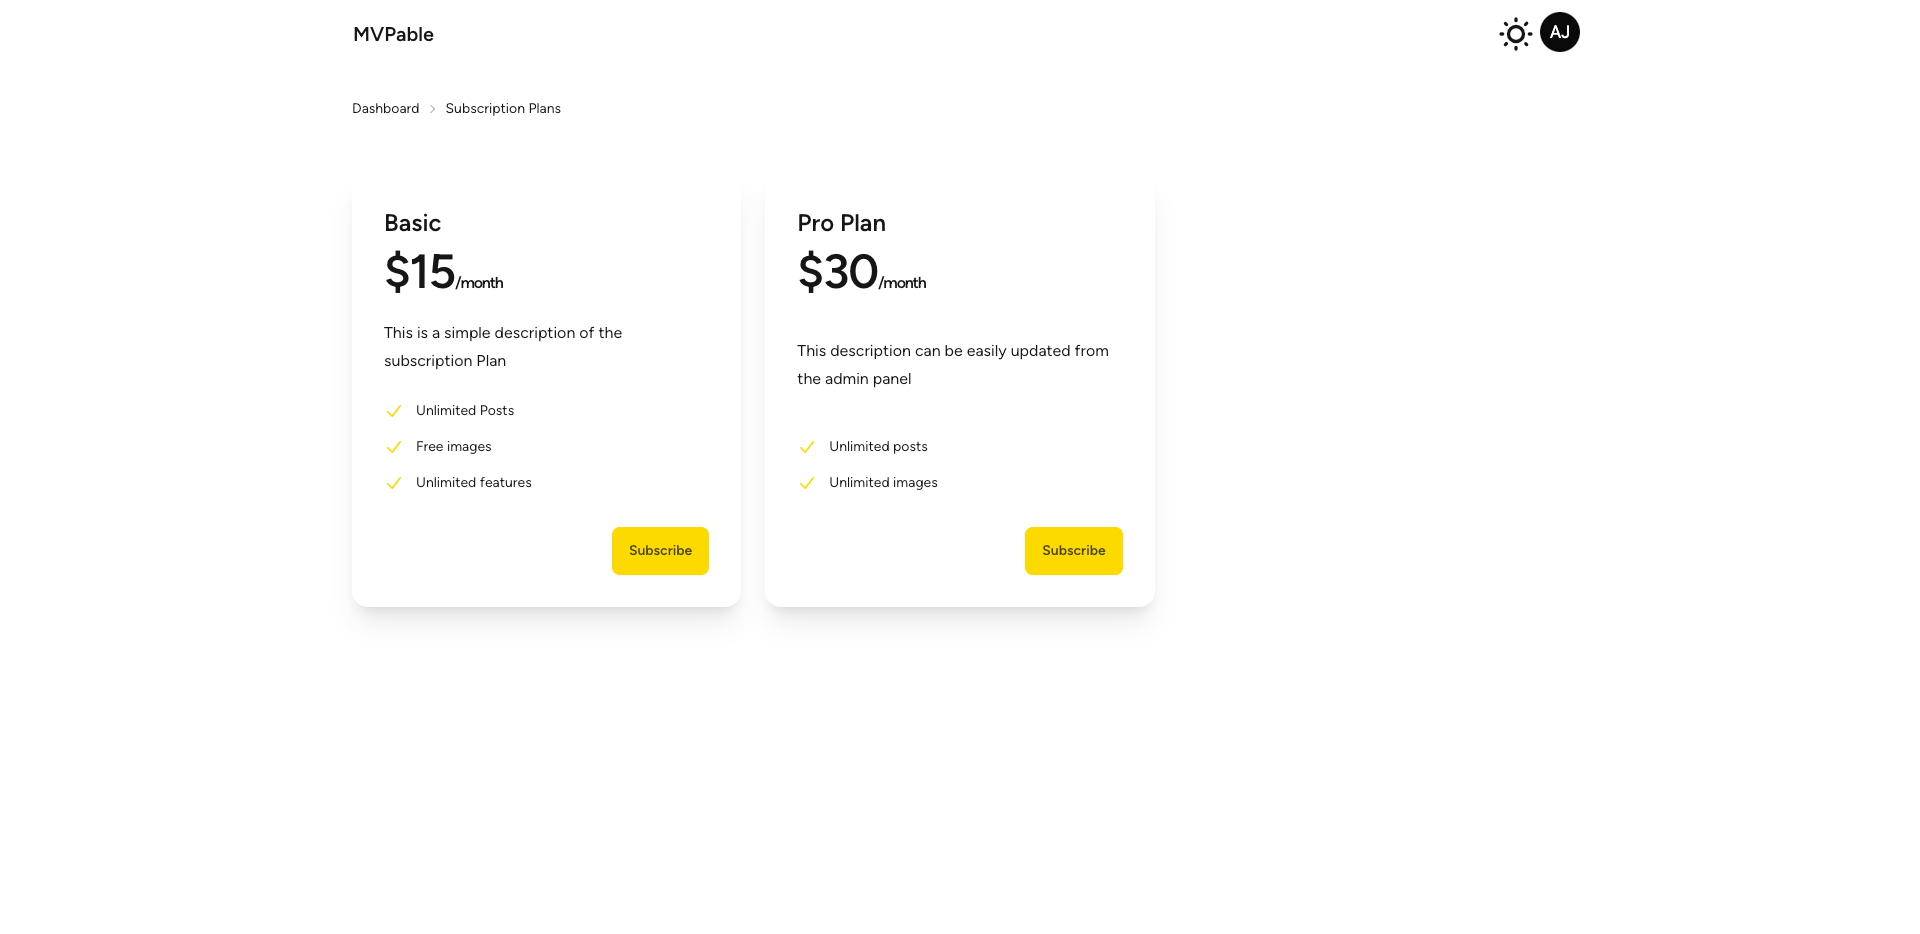 MVPable
AJ
Dashboard
Subscription Plans
Basic
$15/month
This is a simple description of the
subscription Plan
Unlimited Posts
Free images
Unlimited features
Subscribe
Pro Plan
$30/month
This description can be easily updated from
the admin panel
Unlimited posts
Unlimited images
Subscribe